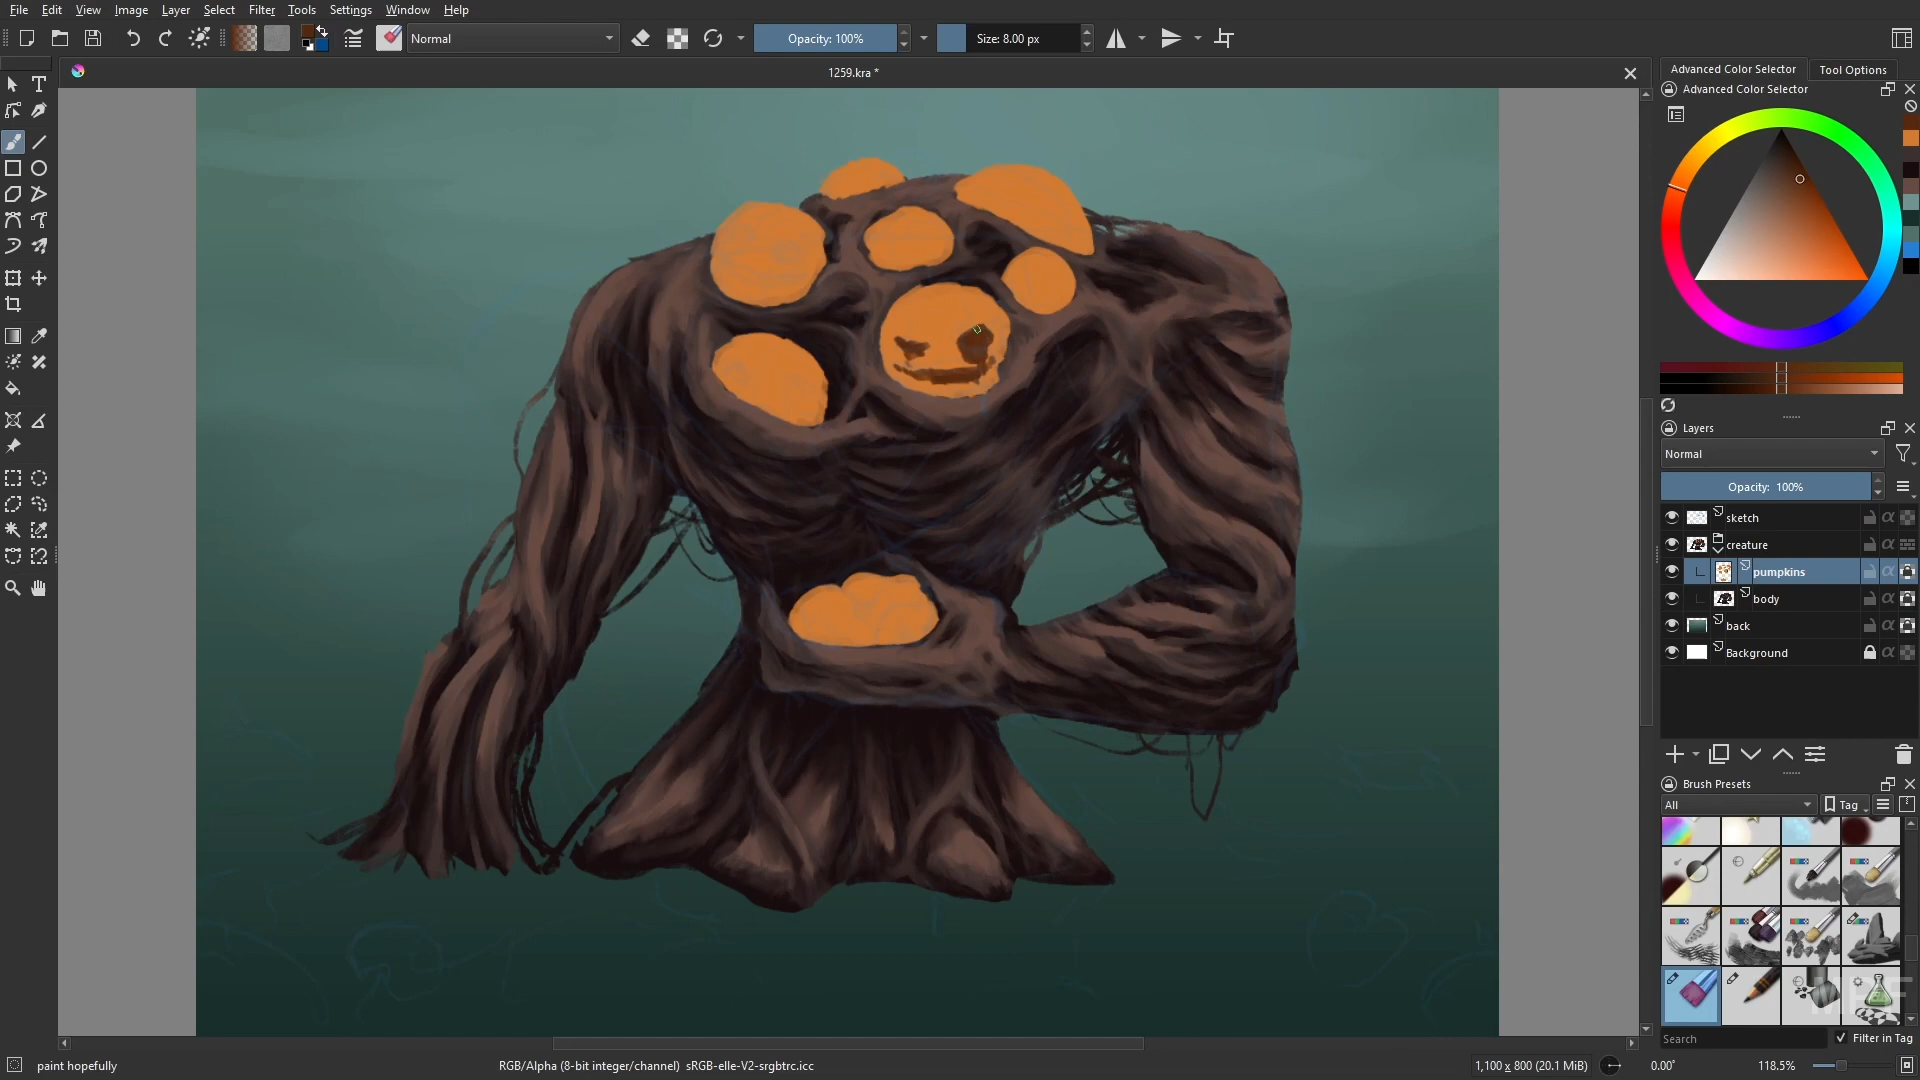 File Edit View Image Layer Select Filter Tools Settings Window Help
Normal
Opacity: 100%
Size: 8.00 px
1259.kra *
Advanced Color Selector
Tool Options
Advanced Color Selector
Layers
Normal
Opacity: 100%
sketch
creature
pumpkins
body
back
Background
Brush Presets
All
Tag
Search
Filter in Tag
paint hopefully
RGB/Alpha (8-bit integer/channel) sRGB-elle-V2-srgbtrc.icc
1,100 x 800 (20.1 MiB)
0.00°
118.5%